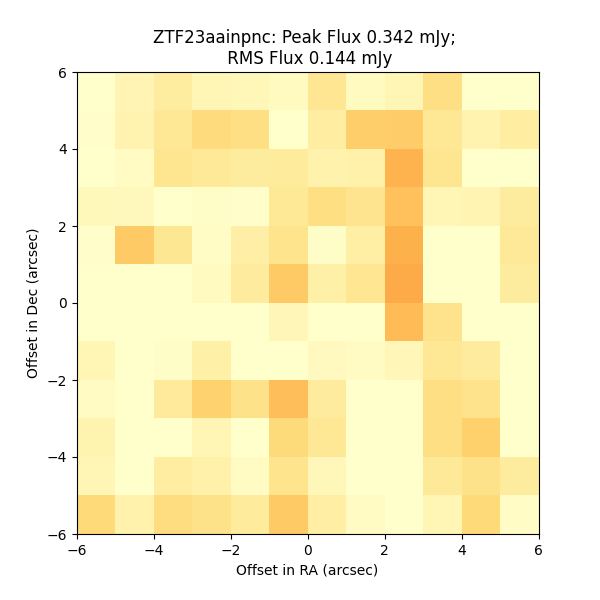 ZTF23aainpnc: Peak Flux 0.342 mJy;
RMS Flux 0.144 mJy
6
4
2
0
−2
−4
−6
Offset in Dec (arcsec)
−6 −4 −2 0 2 4 6
Offset in RA (arcsec)